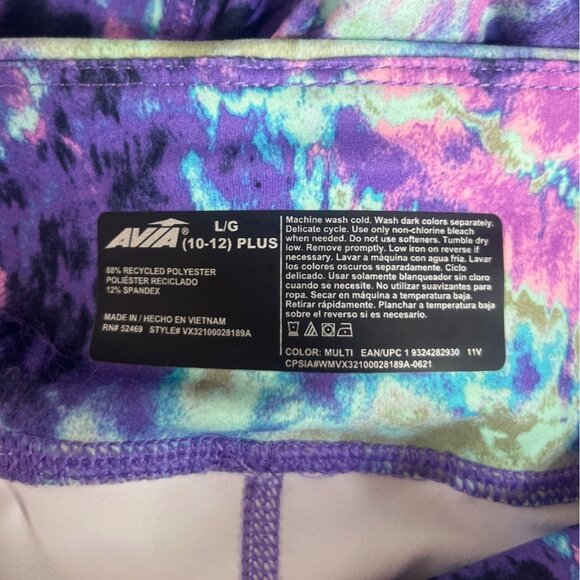 AVIA®
L/G
(10-12) PLUS
88% RECYCLED POLYESTER
POLIÉSTER RECICLADO
12% SPANDEX
MADE IN / HECHO EN VIETNAM
RN# 52469 STYLE# VX32100028189A
Machine wash cold. Wash dark colors separately.
Delicate cycle. Use only non-chlorine bleach
when needed. Do not use softeners. Tumble dry
low. Remove promptly. Low iron on reverse if
necessary. Lavar a máquina con agua fría. Lavar
los colores oscuros separadamente. Ciclo
delicado. Usar solamente blanqueador sin cloro
cuando se necesite. No utilizar suavizantes para
ropa. Secar en máquina a temperatura baja.
Retirar rápidamente. Planchar a temperatura
baja por el reverso si es necesario.
COLOR: MULTI EAN/UPC 1 9324282930 11V
CPSIA#WMVX32100028189A-0621